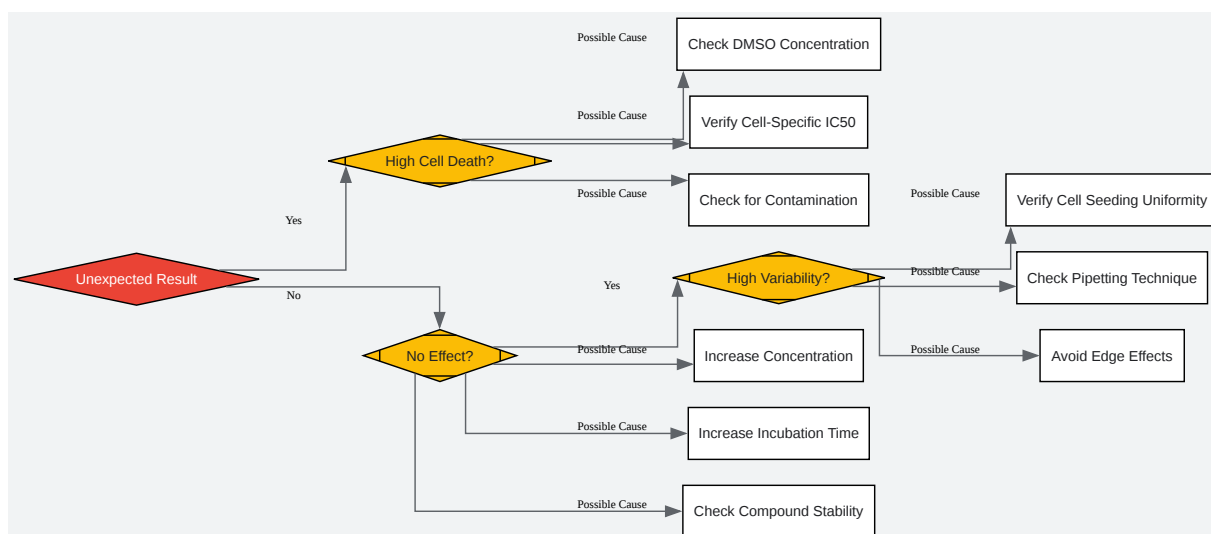 Possible Cause
Check DMSO Concentration
Possible Cause
Verify Cell-Specific IC50
High Cell Death?
Possible Cause
Check for Contamination
Possible Cause
Verify Cell Seeding Uniformity
Yes
Unexpected Result
No
Yes
High Variability?
Possible Cause
Check Pipetting Technique
No Effect?
Possible Cause
Increase Concentration
Possible Cause
Avoid Edge Effects
Possible Cause
Increase Incubation Time
Possible Cause
Check Compound Stability